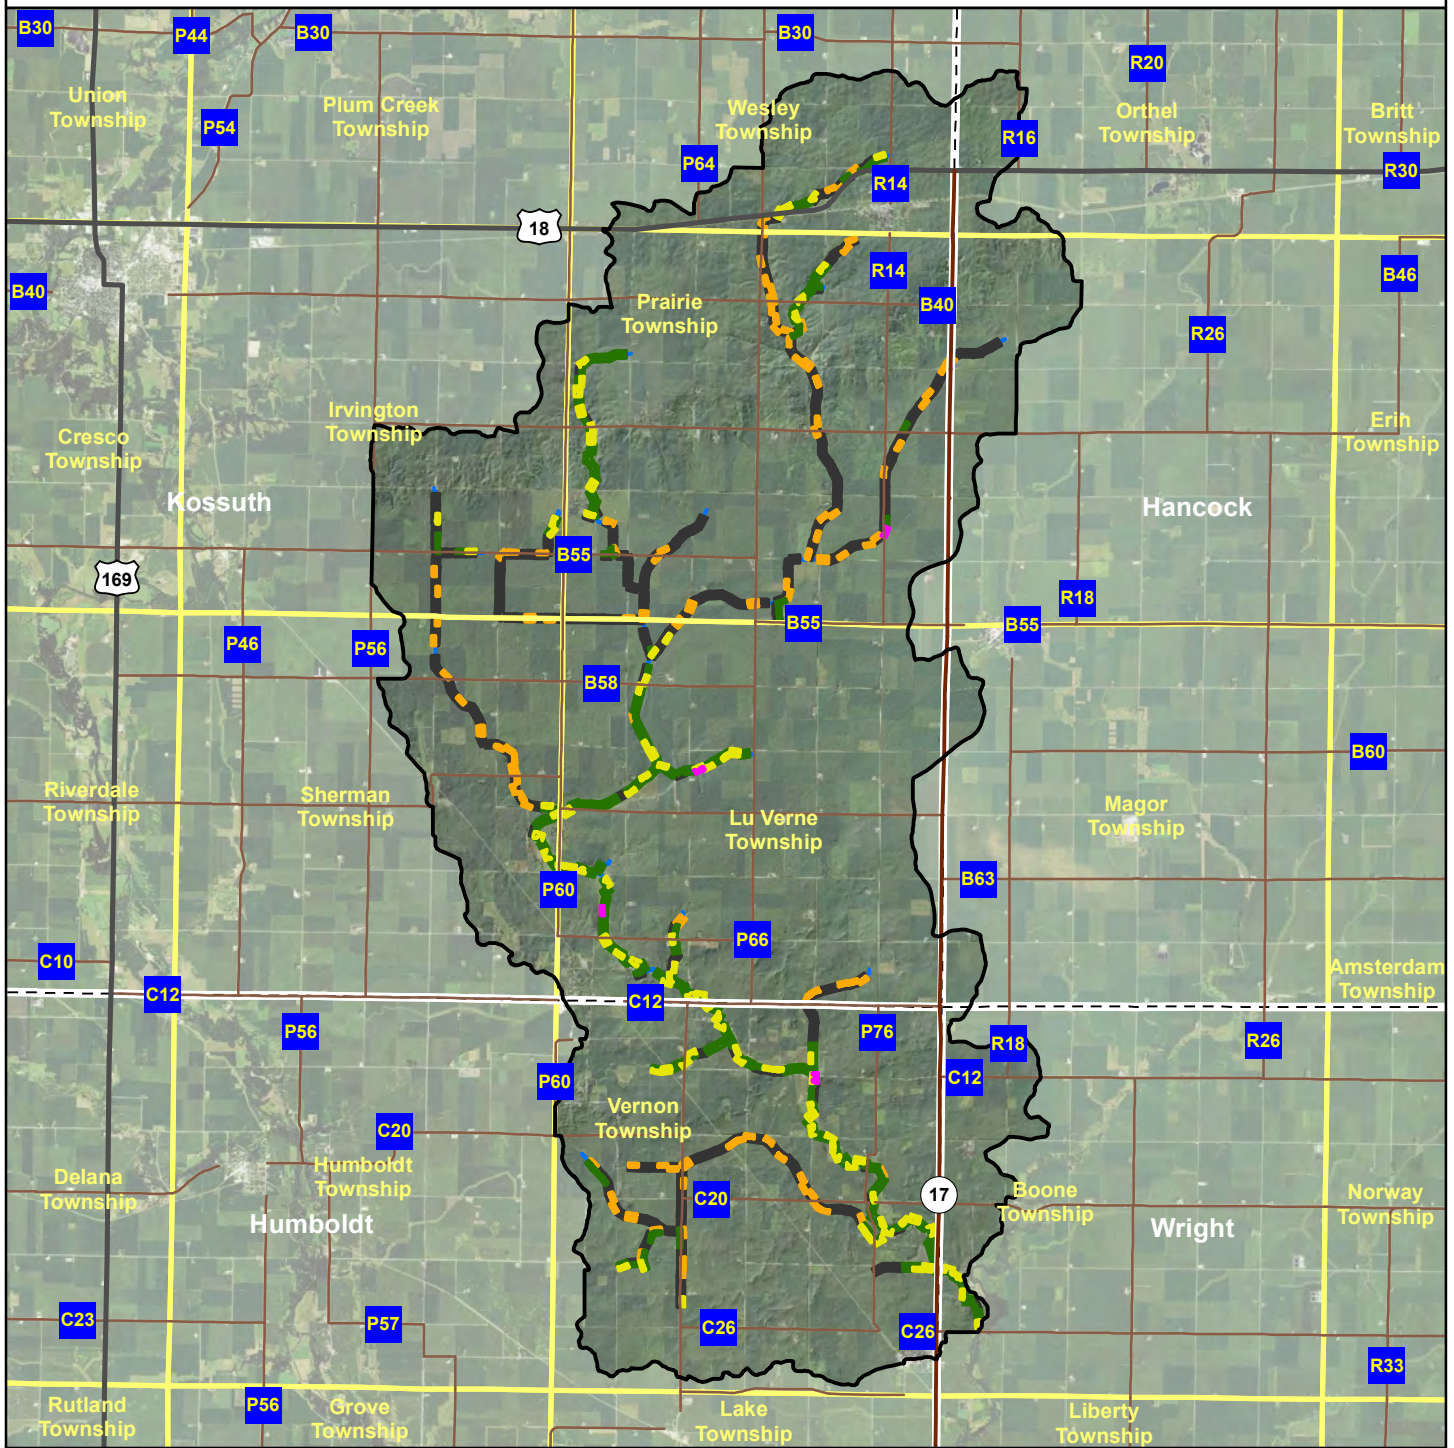 B30
P44
B30
B30
R20
Union
Township
P54
Plum Creek
Township
Wesley
Township
Orthel
Township
Britt
Township
R16
P64
R30
R14
18
B40
R14
B46
B40
Prairie
Township
R26
Irvington
Township
Cresco
Township
Erin
Township
Kossuth
Hancock
B55
169
R18
B55
B55
P46
P56
B58
B60
Riverdale
Township
Sherman
Township
Lu Verne
Township
Magor
Township
B63
P60
P66
C10
C12
C12
Amsterdam
Township
P56
P76
R18
R26
P60
C12
Vernon
Township
C20
Delana
Township
Humboldt
Township
C20
17
Boone
Township
Norway
Township
Humboldt
Wright
C23
P57
C26
C26
R33
Rutland
Township
P56
Grove
Township
Lake
Township
Liberty
Township